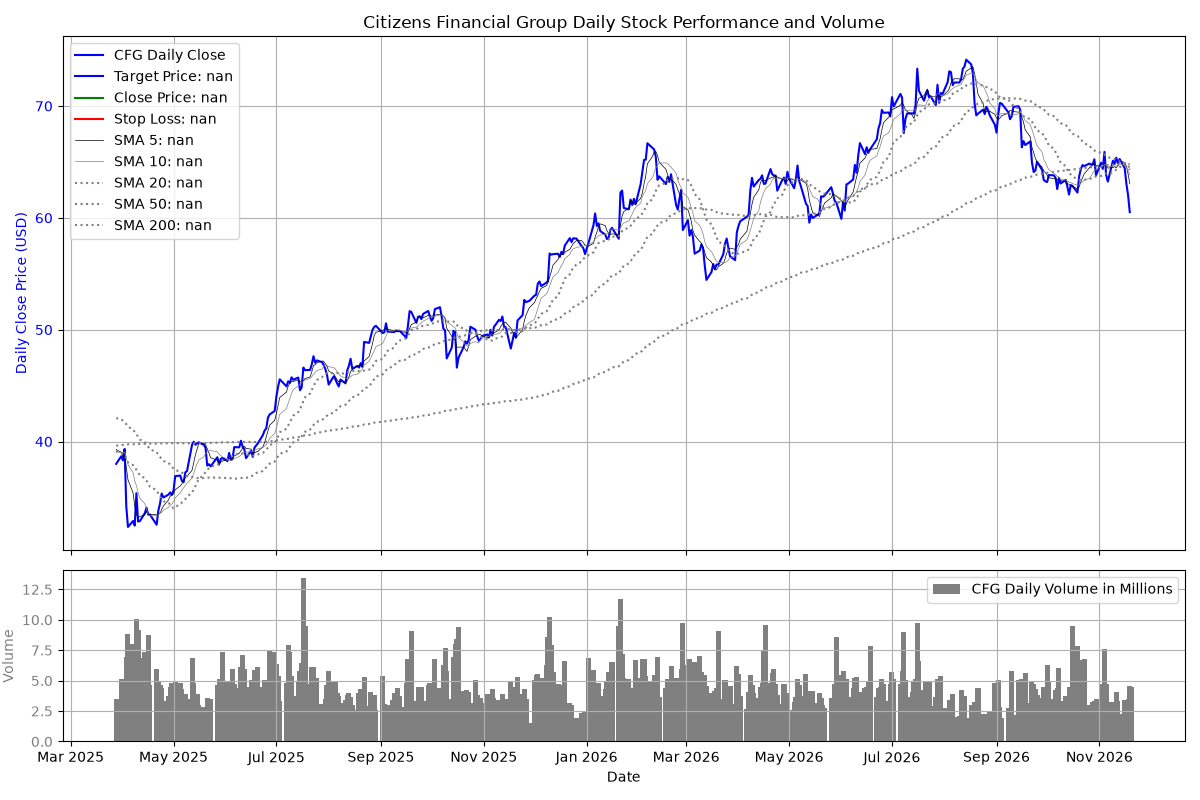 Citizens Financial Group Daily Stock Performance and Volume
CFG Daily Close
Target Price: nan
Close Price: nan
Stop Loss: nan
SMA 5: nan
SMA 10: nan
SMA 20: nan
SMA 50: nan
SMA 200: nan
Daily Close Price (USD)
70
60
50
40
CFG Daily Volume in Millions
Volume
12.5
10.0
7.5
5.0
2.5
0.0
Mar 2025 May 2025 Jul 2025 Sep 2025 Nov 2025 Jan 2026 Mar 2026 May 2026 Jul 2026 Sep 2026 Nov 2026
Date